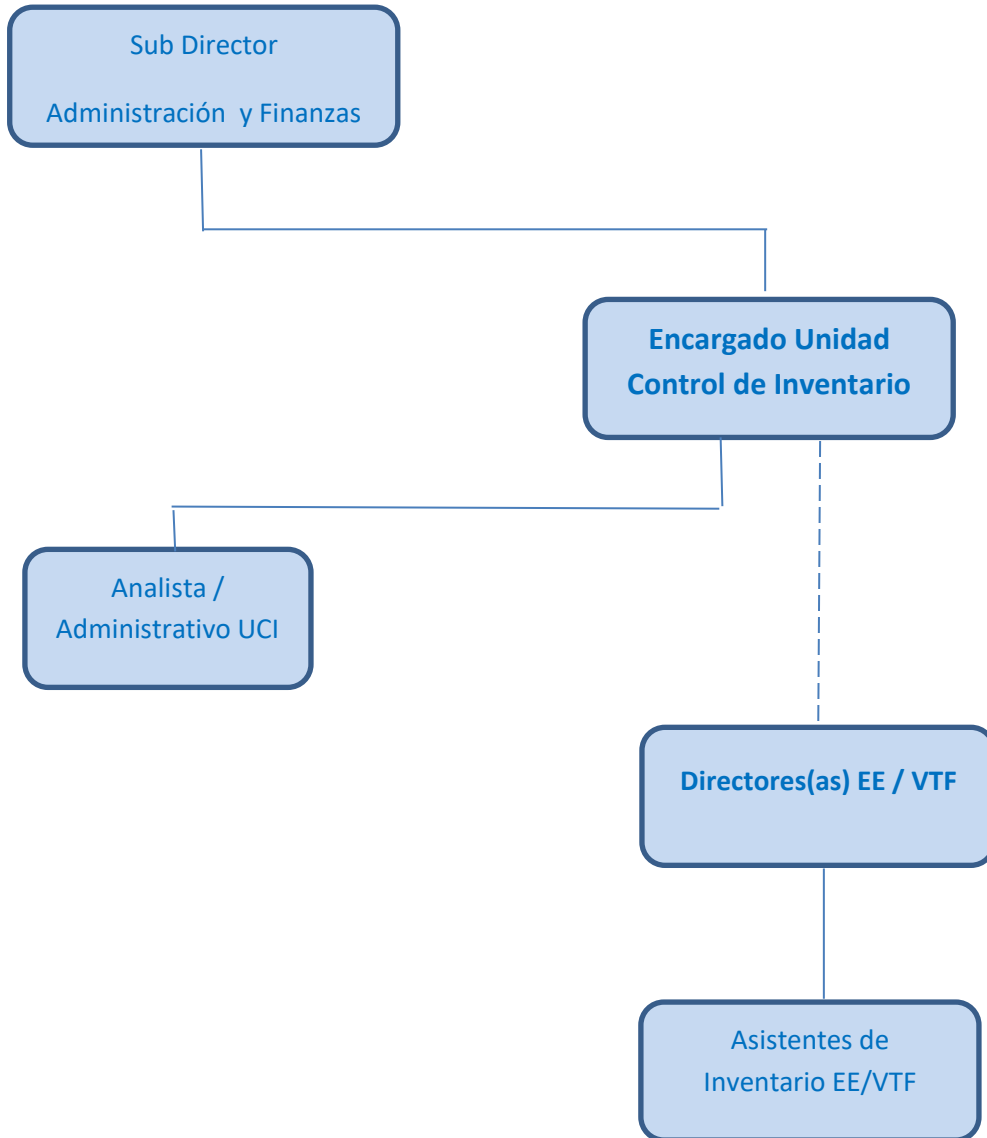 Sub Director
Administración y Finanzas
Encargado Unidad
Control de Inventario
Analista /
Administrativo UCI
Directores(as) EE / VTF
Asistentes de
Inventario EE/VTF